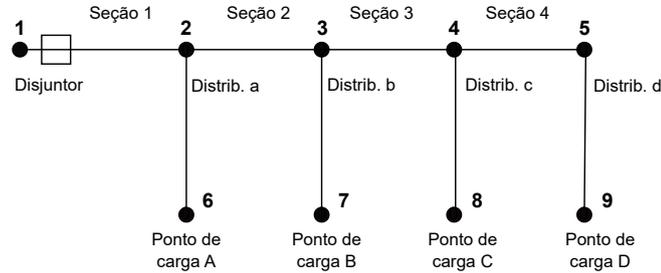 Seção 1 Seção 2 Seção 3 Seção 4
1 2 3 4 5
Disjuntor Distrib. a Distrib. b Distrib. c Distrib. d
6 7 8 9
Ponto de Ponto de Ponto de Ponto de
carga A carga B carga C carga D